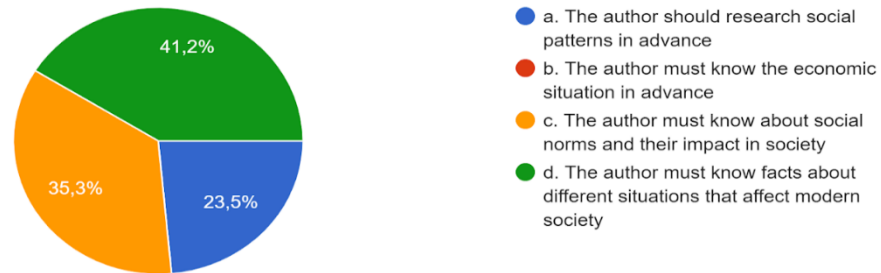 41,2%
35,3%
23,5%
a. The author should research social
patterns in advance
b. The author must know the economic
situation in advance
c. The author must know about social
norms and their impact in society
d. The author must know facts about
different situations that affect modern
society